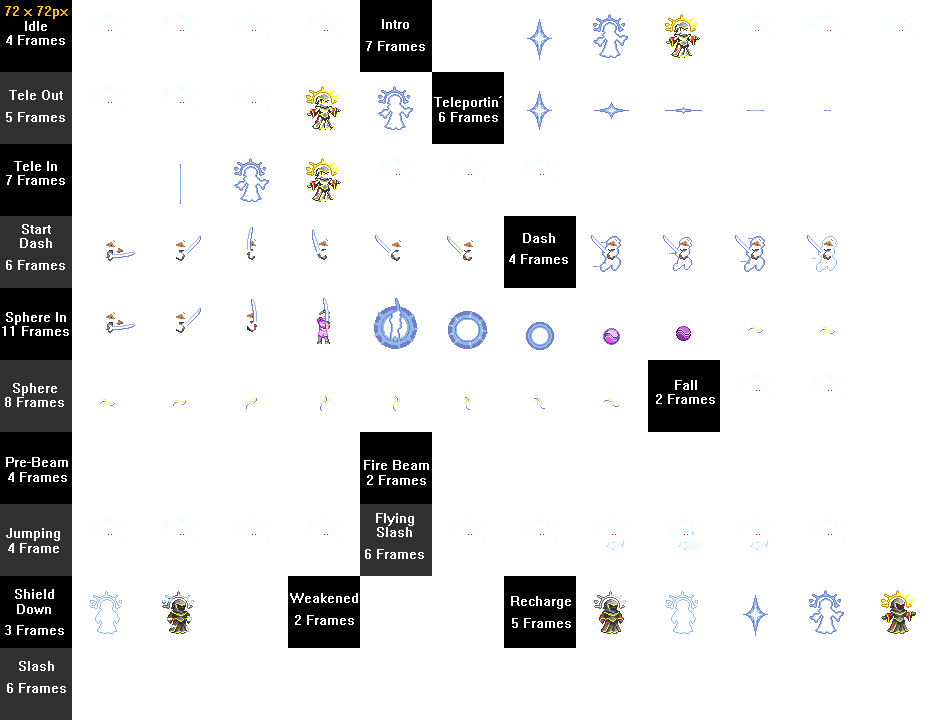 72 x 72px
Idle
4 Frames
Intro
7 Frames
Tele Out
5 Frames
Teleportin´
6 Frames
Tele In
7 Frames
Start
Dash
6 Frames
Dash
4 Frames
Sphere In
11 Frames
Sphere
8 Frames
Fall
2 Frames
Pre-Beam
4 Frames
Fire Beam
2 Frames
Jumping
4 Frame
Flying
Slash
6 Frames
Shield
Down
3 Frames
Weakened
2 Frames
Recharge
5 Frames
Slash
6 Frames